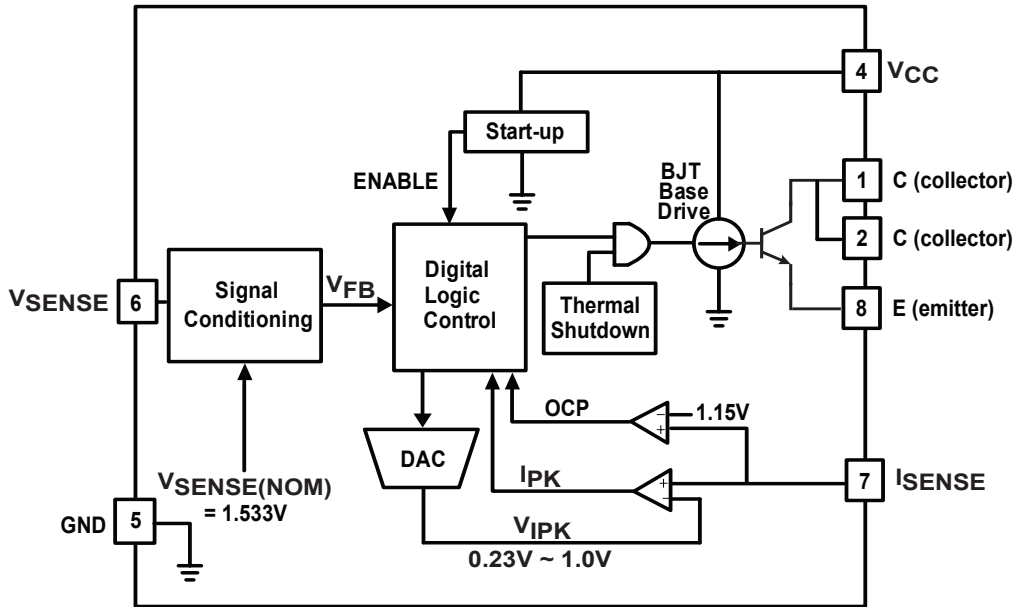 4 VCC
Start-up
ENABLE
BJT
Base
Drive
1 C (collector)
2 C (collector)
8 E (emitter)
VSENSE 6
Signal
Conditioning
VFB
Digital
Logic
Control
Thermal
Shutdown
OCP
− 1.15V
+
DAC
IPK
+
−
7 ISENSE
VSENSE(NOM)
= 1.533V
GND 5
VIPK
0.23V ~ 1.0V